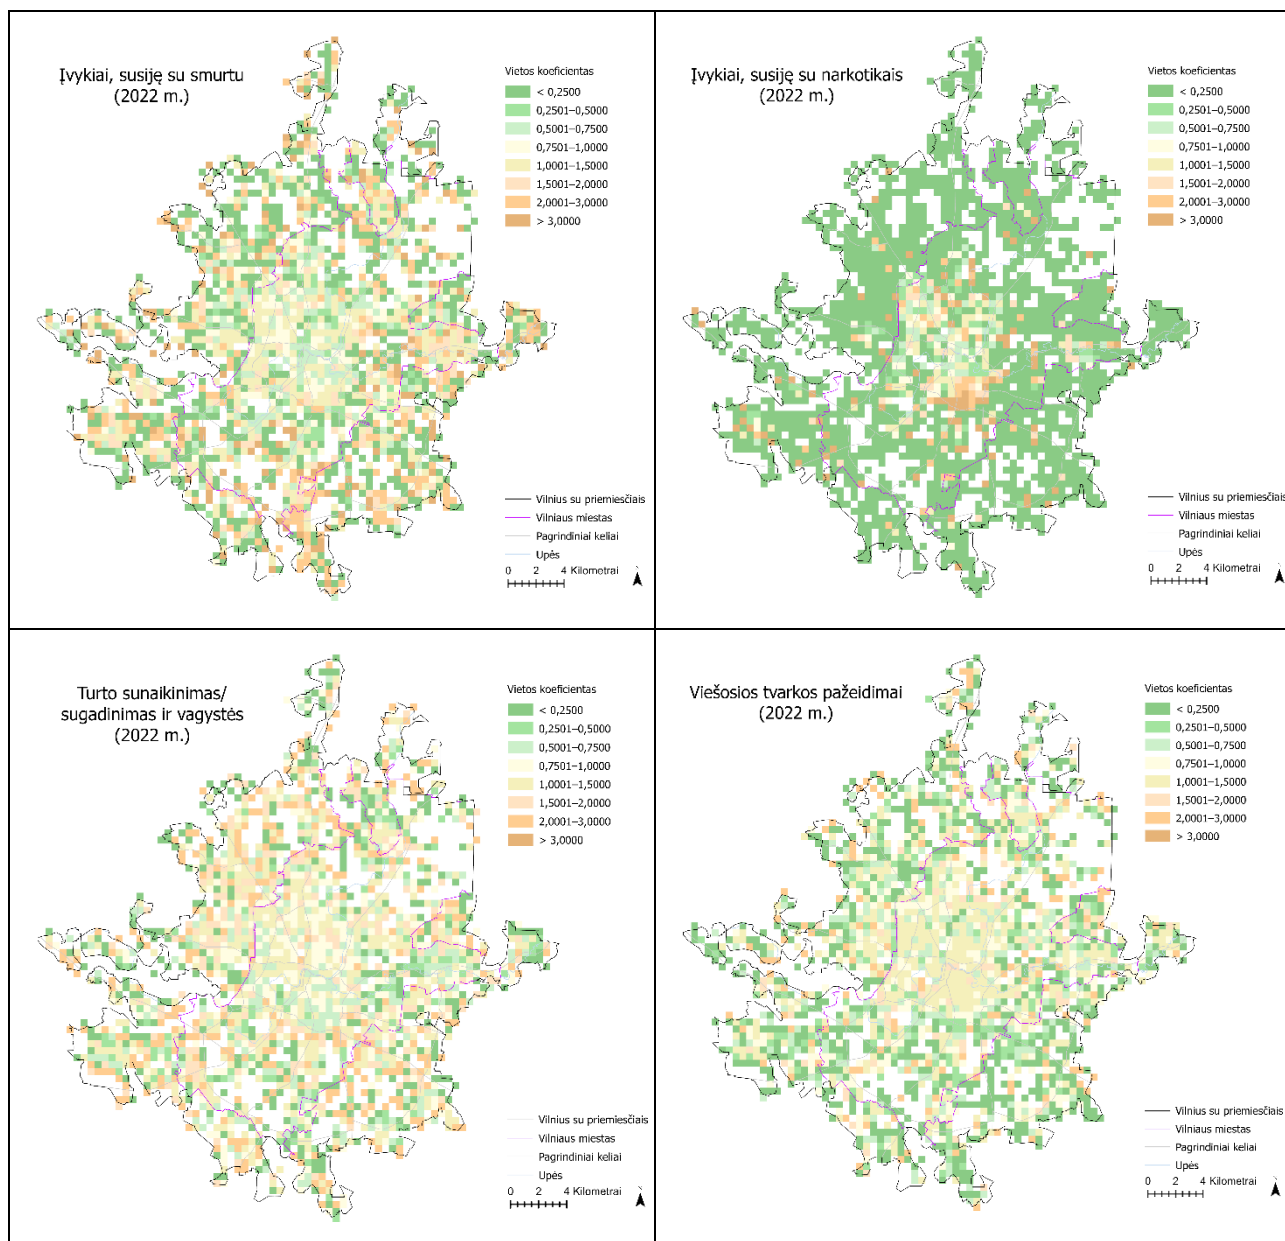 Įvykiai, susiję su smurtu
(2022 m.)
Vietos koeficientas
< 0,2500
0,2501–0,5000
0,5001–0,7500
0,7501–1,0000
1,0001–1,5000
1,5001–2,0000
2,0001–3,0000
> 3,0000
Vilnius su priemiesčiais
Vilniaus miestas
Pagrindiniai keliai
Upės
0 2 4 Kilometrai
Įvykiai, susiję su narkotikais
(2022 m.)
Vietos koeficientas
< 0,2500
0,2501–0,5000
0,5001–0,7500
0,7501–1,0000
1,0001–1,5000
1,5001–2,0000
2,0001–3,0000
> 3,0000
Vilnius su priemiesčiais
Vilniaus miestas
Pagrindiniai keliai
Upės
0 2 4 Kilometrai
Turto sunaikinimas/
sugadinimas ir vagystės
(2022 m.)
Vietos koeficientas
< 0,2500
0,2501–0,5000
0,5001–0,7500
0,7501–1,0000
1,0001–1,5000
1,5001–2,0000
2,0001–3,0000
> 3,0000
Vilnius su priemiesčiais
Vilniaus miestas
Pagrindiniai keliai
Upės
0 2 4 Kilometrai
Viešosios tvarkos pažeidimai
(2022 m.)
Vietos koeficientas
< 0,2500
0,2501–0,5000
0,5001–0,7500
0,7501–1,0000
1,0001–1,5000
1,5001–2,0000
2,0001–3,0000
> 3,0000
Vilnius su priemiesčiais
Vilniaus miestas
Pagrindiniai keliai
Upės
0 2 4 Kilometrai